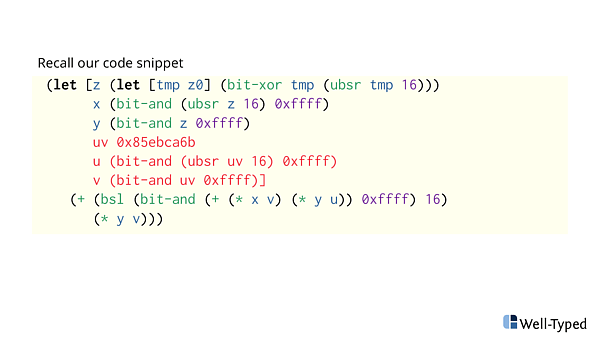 Recall our code snippet
(let [z (let [tmp z0] (bit-xor tmp (ubsr tmp 16)))
x (bit-and (ubsr z 16) 0xffff)
y (bit-and z 0xffff)
uv 0x85ebca6b
u (bit-and (ubsr uv 16) 0xffff)
v (bit-and uv 0xffff)]
(+ (bsl (bit-and (+ (* x v) (* y u)) 0xffff) 16)
(* y v)))
Well-Typed